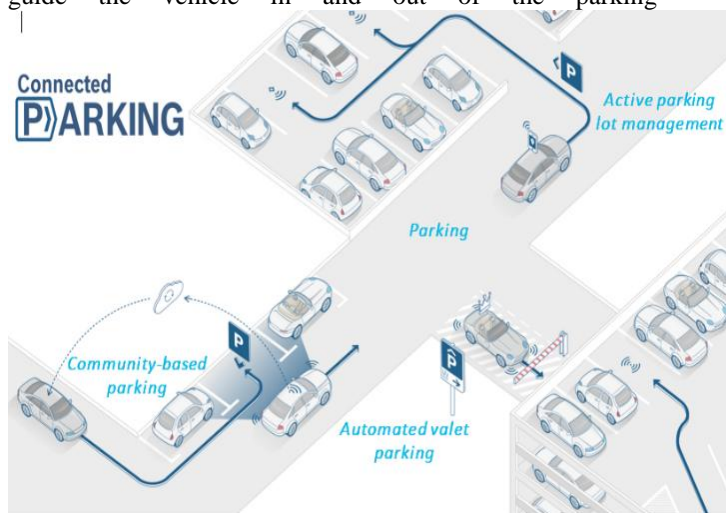 guide the vehicle in and out of the parking
Connected
PARKING
P
Active parking
lot management
P
Parking
P
Community-based
parking
P
Automated valet
parking